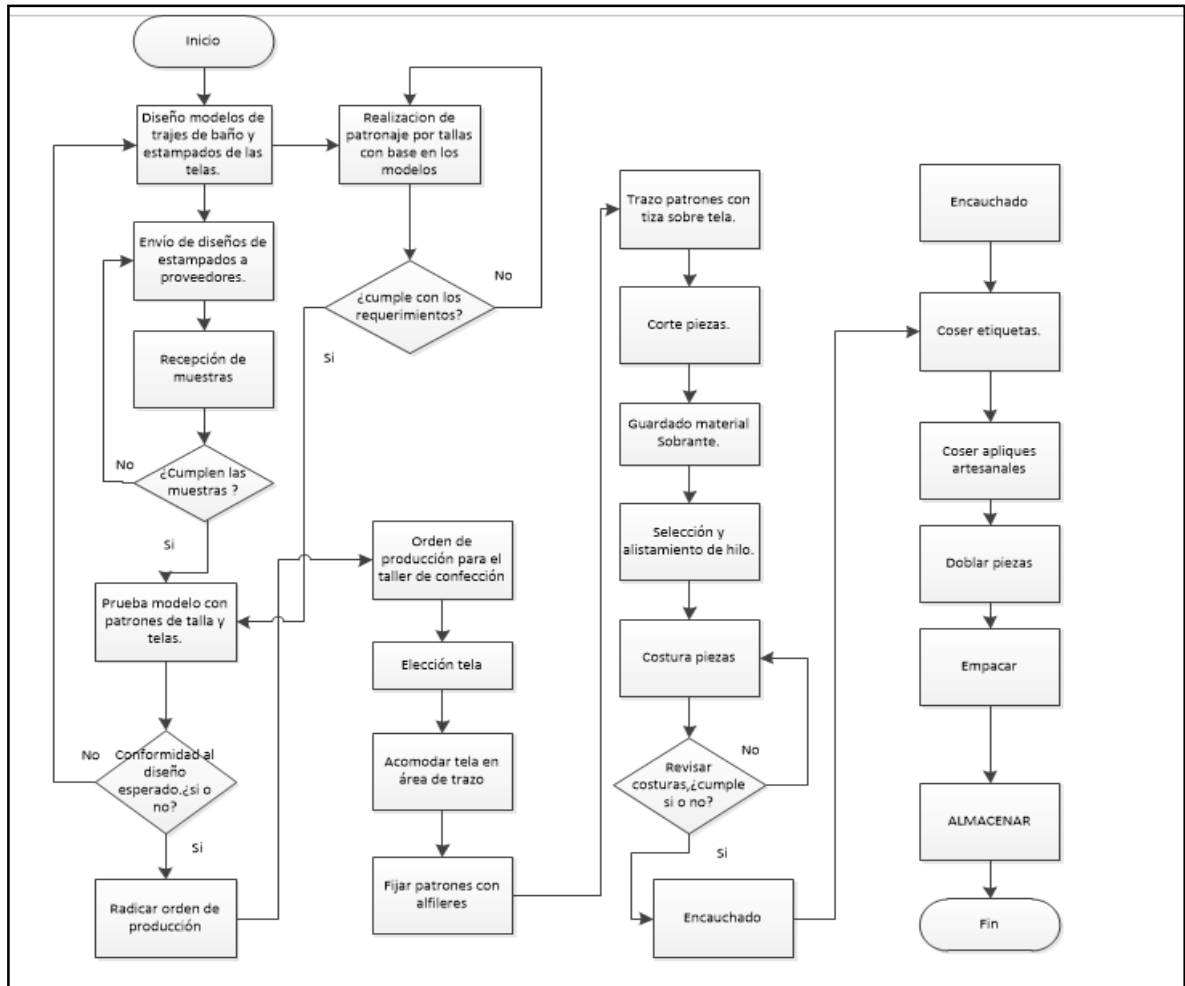 Inicio
Diseño modelos de
trajes de baño y
estampados de las
telas.
Realizacion de
patronaje por tallas
con base en los
modelos
Envío de diseños de
estampados a
proveedores.
¿cumple con los
requerimientos?
No
Si
Recepción de
muestras
¿Cumplen las
muestras ?
No
Si
Prueba modelo con
patrones de talla y
telas.
Conformidad al
diseño
esperado.¿si o
no?
No
Si
Radicar orden de
producción
Orden de
producción para el
taller de confección
Elección tela
Acomodar tela en
área de trazo
Fijar patrones con
alfileres
Trazo patrones con
tiza sobre tela.
Corte piezas.
Guardado material
Sobrante.
Selección y
alistamiento de hilo.
Costura piezas
Revisar
costuras,¿cumple
si o no?
No
Si
Encauchado
Encauchado
Coser etiquetas.
Coser apliques
artesanales
Doblar piezas
Empacar
ALMACENAR
Fin